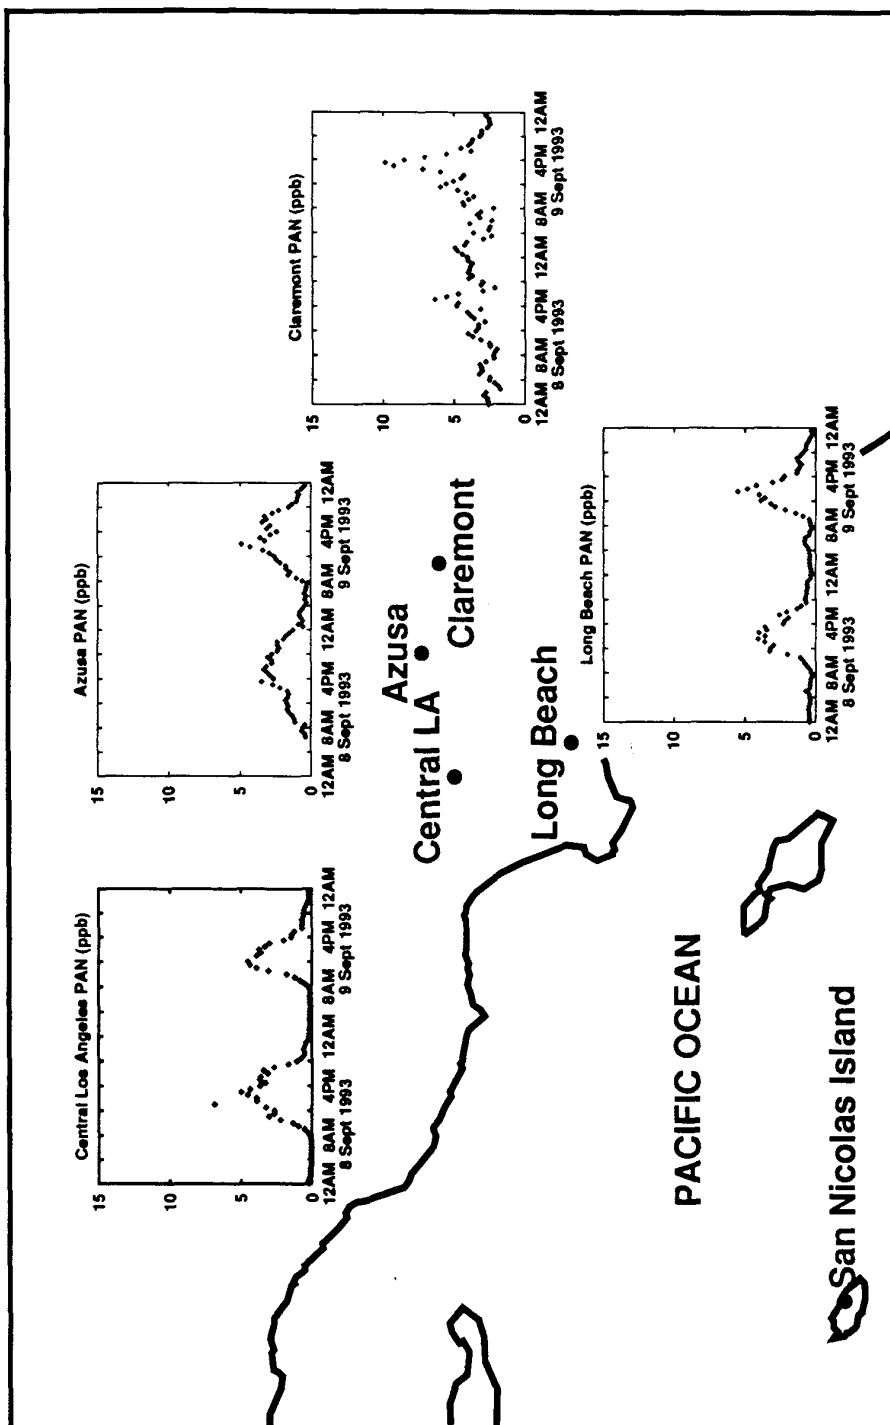 Central Los Angeles PAN (ppb)
15
10
5
0
12AM 8AM 4PM 12AM 8AM 4PM 12AM
8 Sept 1993 9 Sept 1993
Azusa PAN (ppb)
15
10
5
0
12AM 8AM 4PM 12AM 8AM 4PM 12AM
8 Sept 1993 9 Sept 1993
Claremont PAN (ppb)
15
10
5
0
12AM 8AM 4PM 12AM 8AM 4PM 12AM
8 Sept 1993 9 Sept 1993
Azusa
Central LA
Claremont
Long Beach
Long Beach PAN (ppb)
15
10
5
0
12AM 8AM 4PM 12AM 8AM 4PM 12AM
8 Sept 1993 9 Sept 1993
PACIFIC OCEAN
San Nicolas Island